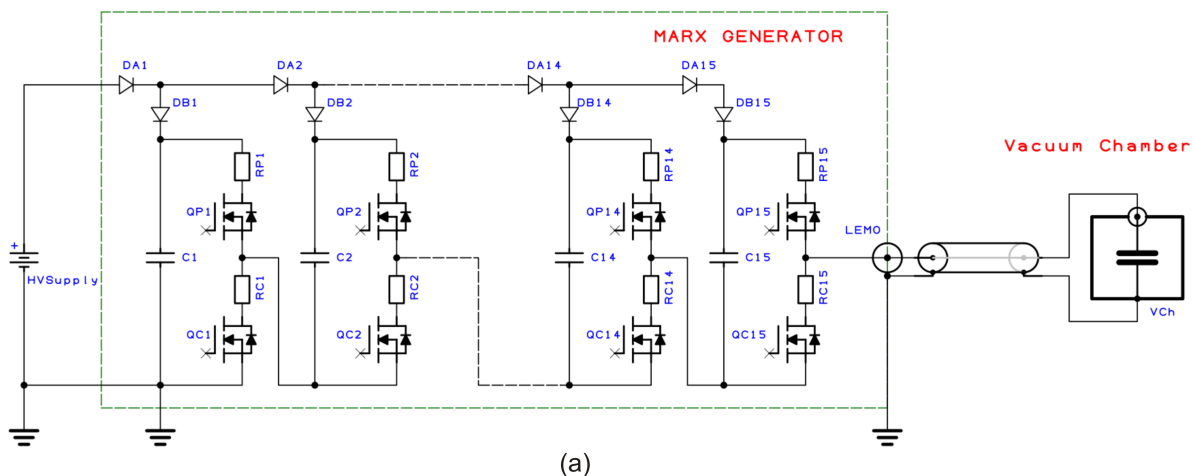 MARX GENERATOR
DA1
DA2
DA14
DA15
DB1
DB2
DB14
DB15
Vacuum Chamber
RP1
RP2
RP14
RP15
QP1
QP2
QP14
QP15
LEMO
+
HVSupply
C1
C2
C14
C15
RC1
RC2
RC14
RC15
VCh
QC1
QC2
QC14
QC15
(a)